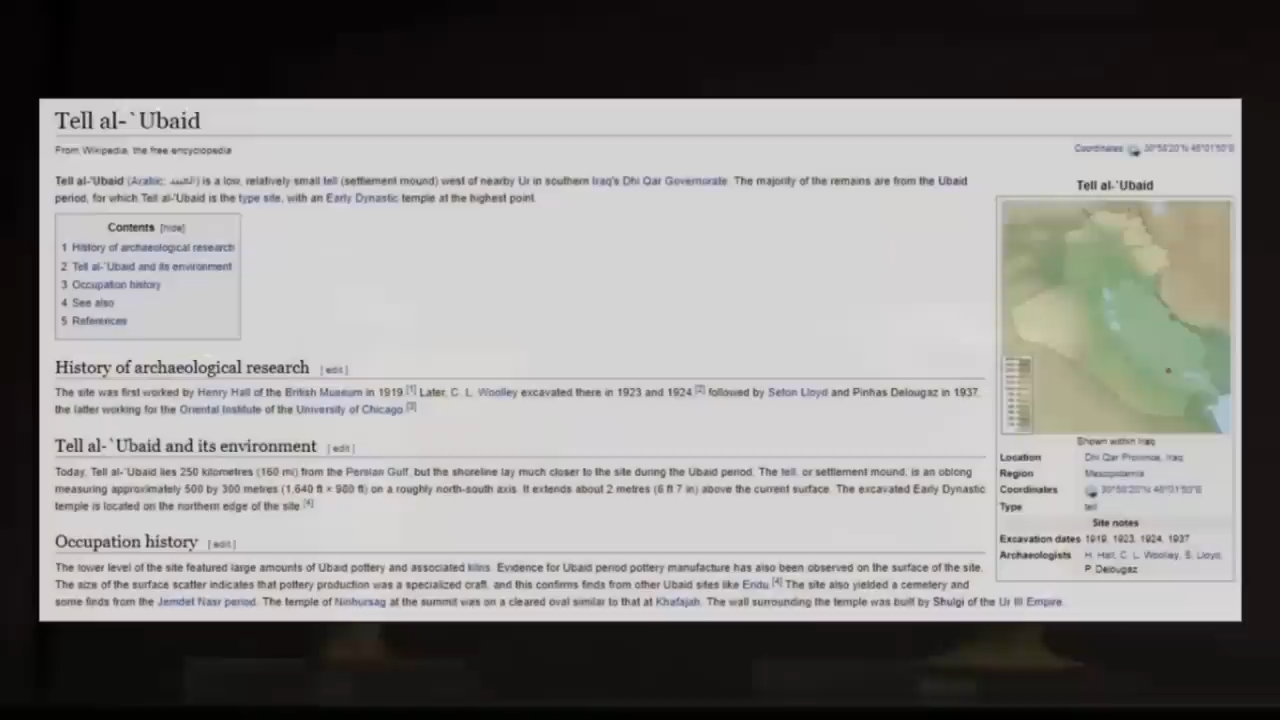 Tell al-`Ubaid
From Wikipedia, the free encyclopedia
Coordinates
Tell al-'Ubaid (Arabic: العبيد) is a low, relatively small tell (settlement mound) west of nearby Ur in southern Iraq's Dhi Qar Governorate. The majority of the remains are from the Ubaid
period, for which Tell al-'Ubaid is the type site, with an Early Dynastic temple at the highest point.
Contents [hide]
1 History of archaeological research
2 Tell al-'Ubaid and its environment
3 Occupation history
4 See also
5 References
History of archaeological research [edit]
The site was first worked by Henry Hall of the British Museum in 1919.[1] Later, C. L. Woolley excavated there in 1923 and 1924,[2] followed by Seton Lloyd and Pinhas Delougaz in 1937,
the latter working for the Oriental Institute of the University of Chicago.[3]
Tell al-`Ubaid and its environment [edit]
Today, Tell al-'Ubaid lies 250 kilometres (160 mi) from the Persian Gulf, but the shoreline lay much closer to the site during the Ubaid period. The tell, or settlement mound, is an oblong
measuring approximately 500 by 300 metres (1,640 ft × 980 ft) on a roughly north-south axis. It extends about 2 metres (6 ft 7 in) above the current surface. The excavated Early Dynastic
temple is located on the northern edge of the site.[4]
Occupation history [edit]
The lower level of the site featured large amounts of Ubaid pottery and associated kilns. Evidence for Ubaid period pottery manufacture has also been observed on the surface of the site.
The size of the surface scatter indicates that pottery production was a specialized craft, and this confirms finds from other Ubaid sites like Eridu.[4] The site also yielded a cemetery and
some finds from the Jemdet Nasr period. The temple of Ninhursag at the summit was on a cleared oval similar to that at Khafajah. The wall surrounding the temple was built by Shulgi of the Ur III Empire.
Tell al-`Ubaid
Shown within Iraq
Location Dhi Qar Province, Iraq
Region Mesopotamia
Coordinates
Type tell
Site notes
Excavation dates 1919, 1923, 1924, 1937
Archaeologists H. Hall, C. L. Woolley, S. Lloyd,
P. Delougaz